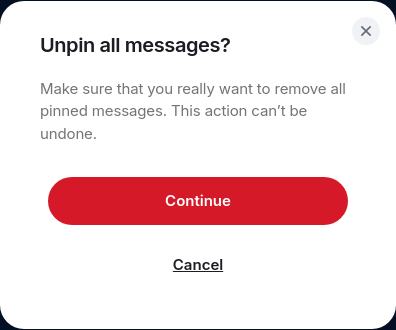 Unpin all messages?
Make sure that you really want to remove all
pinned messages. This action can’t be
undone.
Continue
Cancel